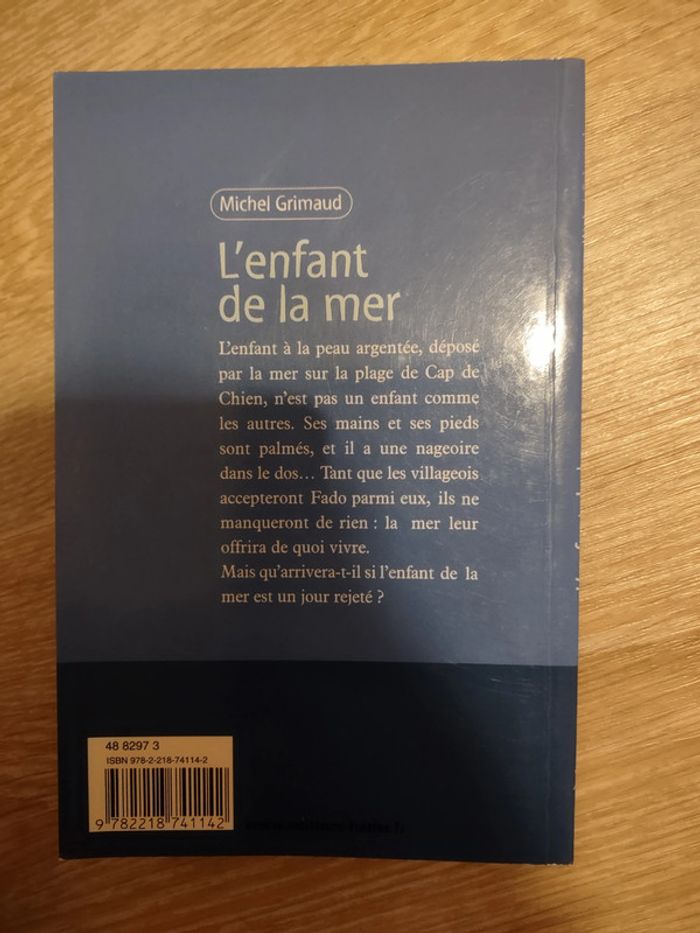 Michel Grimaud
L'enfant
de la mer
L'enfant à la peau argentée, déposé
par la mer sur la plage de Cap de
Chien, n'est pas un enfant comme
les autres. Ses mains et ses pieds
sont palmés, et il a une nageoire
dans le dos... Tant que les villageois
accepteront Fado parmi eux, ils ne
manqueront de rien : la mer leur
offrira de quoi vivre.
Mais qu'arrivera-t-il si l'enfant de la
mer est un jour rejeté ?
48 8297 3
ISBN 978-2-218-74114-2
9 782218 741142